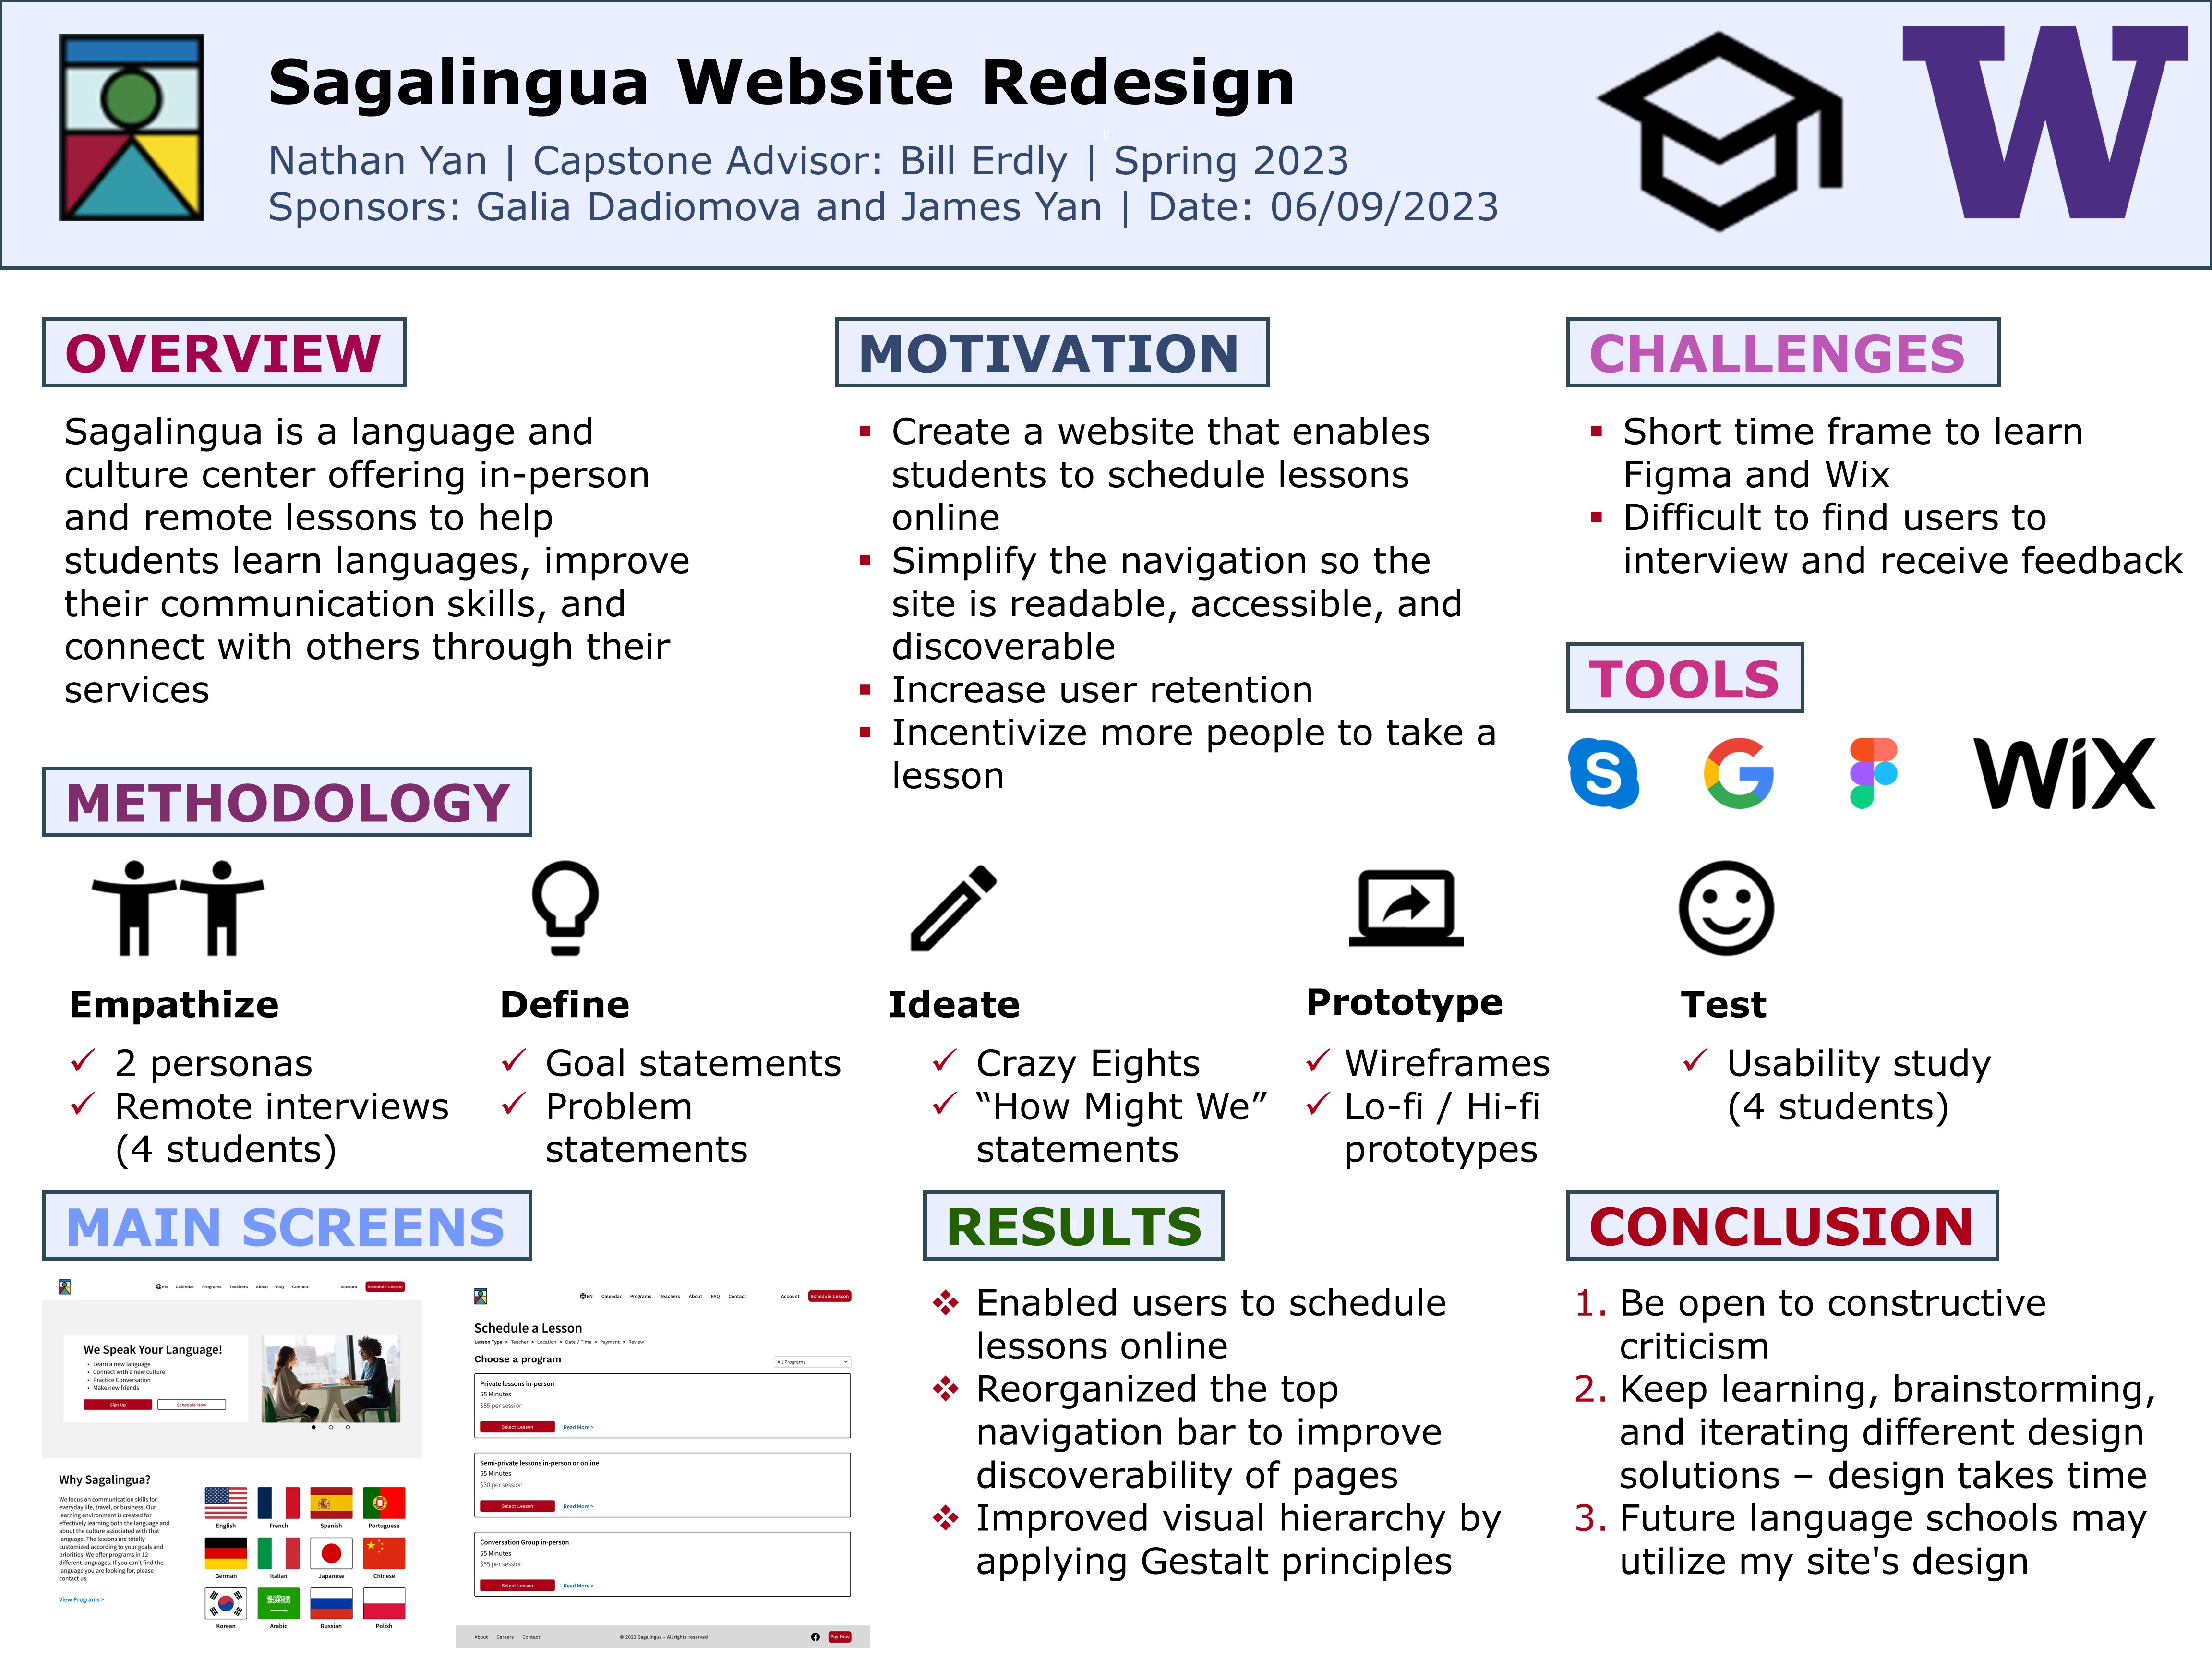 Sagalingua Website Redesign
Nathan Yan | Capstone Advisor: Bill Erdly | Spring 2023
Sponsors: Galia Dadiomova and James Yan | Date: 06/09/2023
W
OVERVIEW
Sagalingua is a language and
culture center offering in-person
and remote lessons to help
students learn languages, improve
their communication skills, and
connect with others through their
services
MOTIVATION
▪ Create a website that enables
students to schedule lessons
online
▪ Simplify the navigation so the
site is readable, accessible, and
discoverable
▪ Increase user retention
▪ Incentivize more people to take a
lesson
CHALLENGES
▪ Short time frame to learn
Figma and Wix
▪ Difficult to find users to
interview and receive feedback
TOOLS
S G WiX
METHODOLOGY
Empathize
✓ 2 personas
✓ Remote interviews
(4 students)
Define
✓ Goal statements
✓ Problem
statements
Ideate
✓ Crazy Eights
✓ “How Might We”
statements
Prototype
✓ Wireframes
✓ Lo-fi / Hi-fi
prototypes
Test
✓ Usability study
(4 students)
MAIN SCREENS
EN Calendar Programs Teachers About FAQ Contact Account Schedule Lesson
We Speak Your Language!
• Learn a new language
• Connect with a new culture
• Practice Conversation
• Make new friends
Sign Up Schedule Now
Why Sagalingua?
We focus on communication skills for
everyday life, travel, or business. Our
learning environment is created for
effectively learning both the language and
about the culture associated with that
language. The lessons are totally
customized according to your goals and
priorities. We offer programs in 12
different languages. If you can't find the
language you are looking for, please
contact us.
View Programs >
English French Spanish Portuguese
German Italian Japanese Chinese
Korean Arabic Russian Polish
EN Calendar Programs Teachers About FAQ Contact Account Schedule Lesson
Schedule a Lesson
Lesson Type > Teacher > Location > Date / Time > Payment > Review
Choose a program
All Programs
Private lessons in-person
55 Minutes
$55 per session
Select Lesson Read More >
Semi-private lessons in-person or online
55 Minutes
$30 per session
Select Lesson Read More >
Conversation Group in-person
55 Minutes
$55 per session
Select Lesson Read More >
About Careers Contact © 2023 Sagalingua - All rights reserved Pay Now
RESULTS
❖ Enabled users to schedule
lessons online
❖ Reorganized the top
navigation bar to improve
discoverability of pages
❖ Improved visual hierarchy by
applying Gestalt principles
CONCLUSION
1. Be open to constructive
criticism
2. Keep learning, brainstorming,
and iterating different design
solutions – design takes time
3. Future language schools may
utilize my site's design